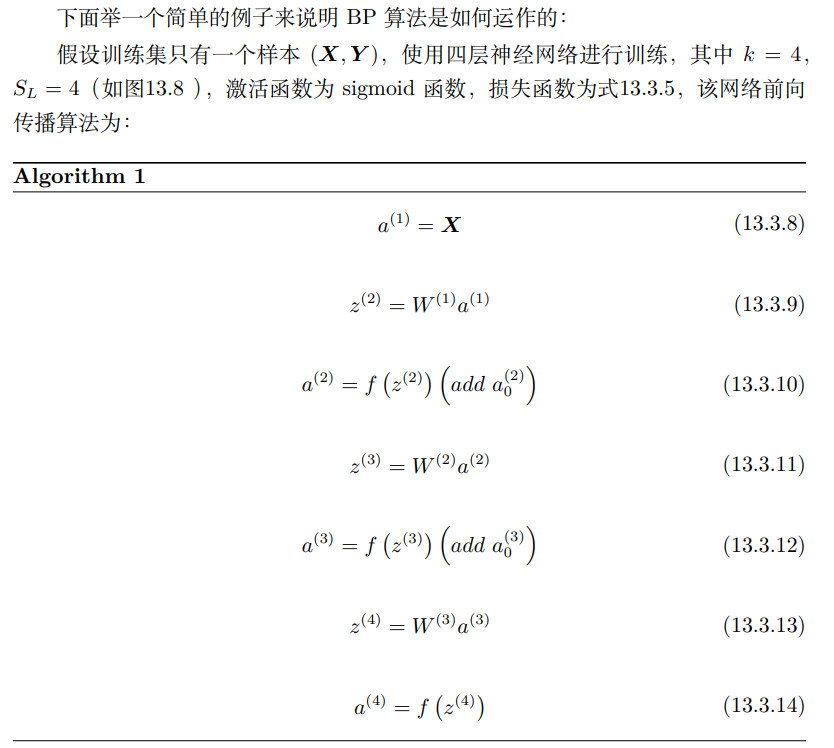 下面举一个简单的例子来说明 BP 算法是如何运作的：
假设训练集只有一个样本 (X, Y)，使用四层神经网络进行训练，其中 k = 4，
S_L = 4（如图13.8 ），激活函数为 sigmoid 函数，损失函数为式13.3.5，该网络前向
传播算法为：
Algorithm 1
a^{(1)} = X (13.3.8)
z^{(2)} = W^{(1)}a^{(1)} (13.3.9)
a^{(2)} = f (z^{(2)}) (add a_0^{(2)}) (13.3.10)
z^{(3)} = W^{(2)}a^{(2)} (13.3.11)
a^{(3)} = f (z^{(3)}) (add a_0^{(3)}) (13.3.12)
z^{(4)} = W^{(3)}a^{(3)} (13.3.13)
a^{(4)} = f (z^{(4)}) (13.3.14)